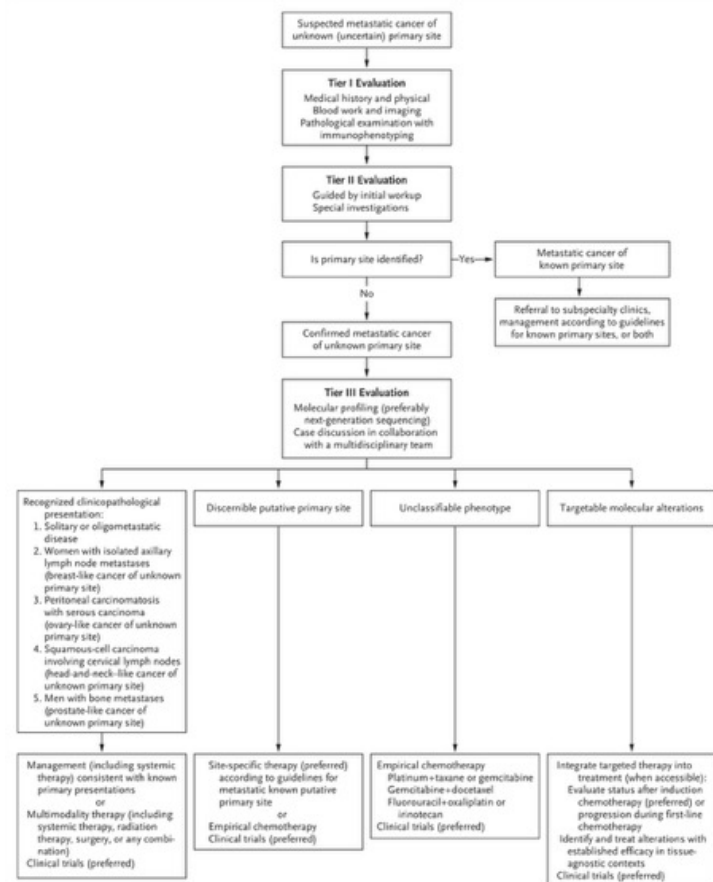 Suspected metastatic cancer of
unknown (uncertain) primary site
Tier I Evaluation
Medical history and physical
Blood work and imaging
Pathological examination with
immunophenotyping
Tier II Evaluation
Guided by initial workup
Special investigations
Is primary site identified?
Yes
Metastatic cancer of
known primary site
No
Referral to subspecialty clinics,
management according to guidelines
for known primary sites, or both
Confirmed metastatic cancer
of unknown primary site
Tier III Evaluation
Molecular profiling (preferably
next-generation sequencing)
Case discussion in collaboration
with a multidisciplinary team
Recognized clinicopathological
presentation:
1. Solitary or oligometastatic
disease
2. Women with isolated axillary
lymph node metastases
(breast-like cancer of unknown
primary site)
3. Peritoneal carcinomatosis
with serous carcinoma
(ovary-like cancer of unknown
primary site)
4. Squamous-cell carcinoma
involving cervical lymph nodes
(head-and-neck–like cancer of
unknown primary site)
5. Men with bone metastases
(prostate-like cancer of
unknown primary site)
Discernible putative primary site
Unclassifiable phenotype
Targetable molecular alterations
Management (including systemic
therapy) consistent with known
primary presentations
or
Multimodality therapy (including
systemic therapy, radiation
therapy, surgery, or any combi-
nation)
Clinical trials (preferred)
Site-specific therapy (preferred)
according to guidelines for
metastatic known putative
primary site
or
Empirical chemotherapy
Clinical trials (preferred)
Empirical chemotherapy
Platinum+taxane or gemcitabine
Gemcitabine+docetaxel
Fluorouracil+oxaliplatin or
irinotecan
Clinical trials (preferred)
Integrate targeted therapy into
treatment (when accessible):
Evaluate status after induction
chemotherapy (preferred) or
progression during first-line
chemotherapy
Identify and treat alterations with
established efficacy in tissue-
agnostic contexts
Clinical trials (preferred)